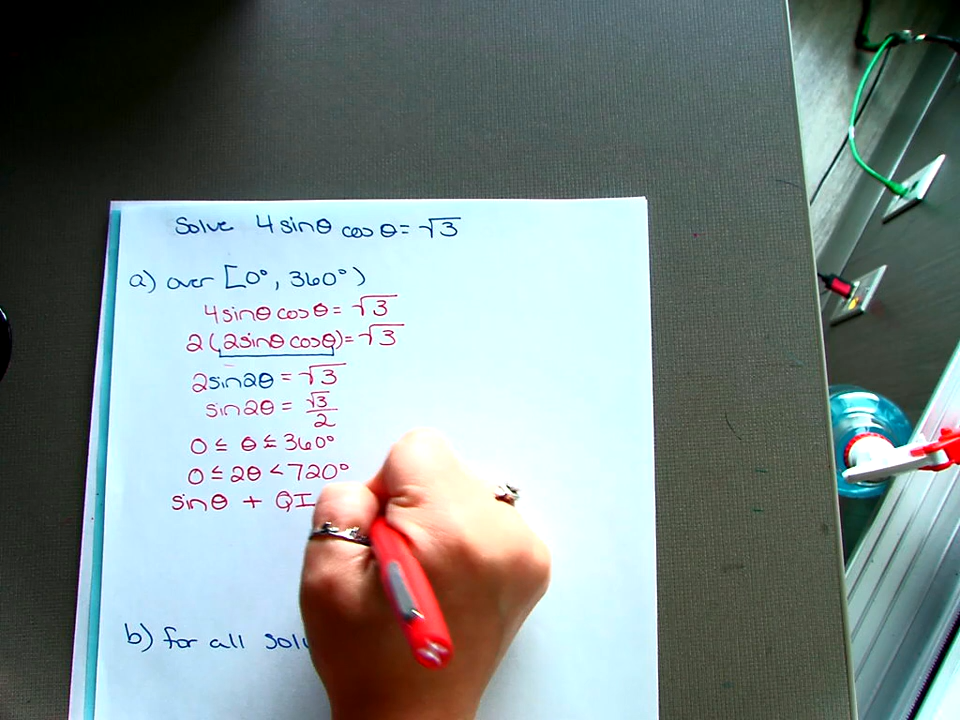 Solve 4sinθ cosθ = √3
a) over [0°, 360°)
4sinθ cosθ = √3
2(2sinθ cosθ) = √3
2sin2θ = √3
sin2θ = √3/2
0 ≤ θ ≤ 360°
0 ≤ 2θ < 720°
sinθ + QI
b) for all